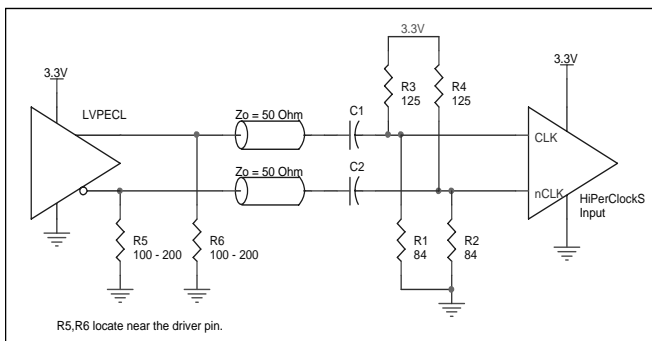 3.3V
3.3V
3.3V
LVPECL
R3
125
R4
125
Zo = 50 Ohm
C1
CLK
Zo = 50 Ohm
C2
nCLK
HiPerClockS
Input
R5
100 - 200
R6
100 - 200
R1
84
R2
84
R5,R6 locate near the driver pin.